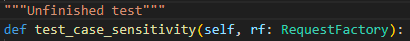 """Unfinished test"""
def test_case_sensitivity(self, rf: RequestFactory):